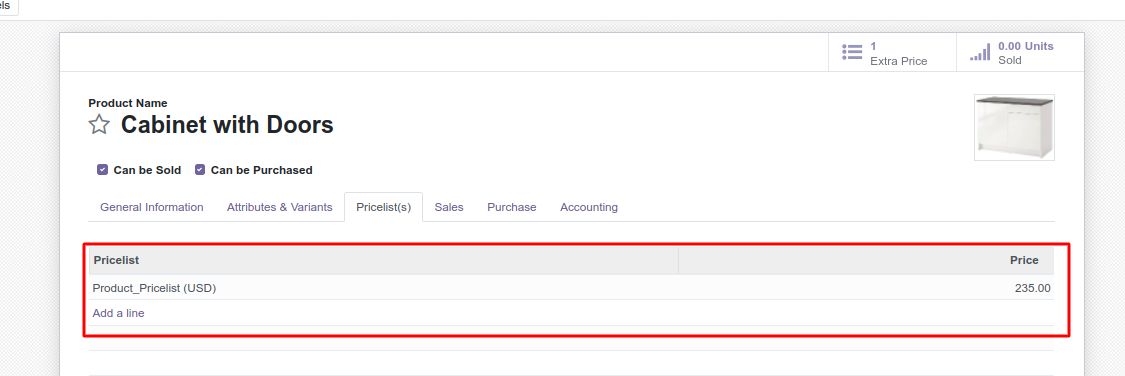 els
1
Extra Price
0.00 Units
Sold
Product Name
Cabinet with Doors
Can be Sold
Can be Purchased
General Information
Attributes & Variants
Pricelist(s)
Sales
Purchase
Accounting
Pricelist
Price
Product_Pricelist (USD)
235.00
Add a line